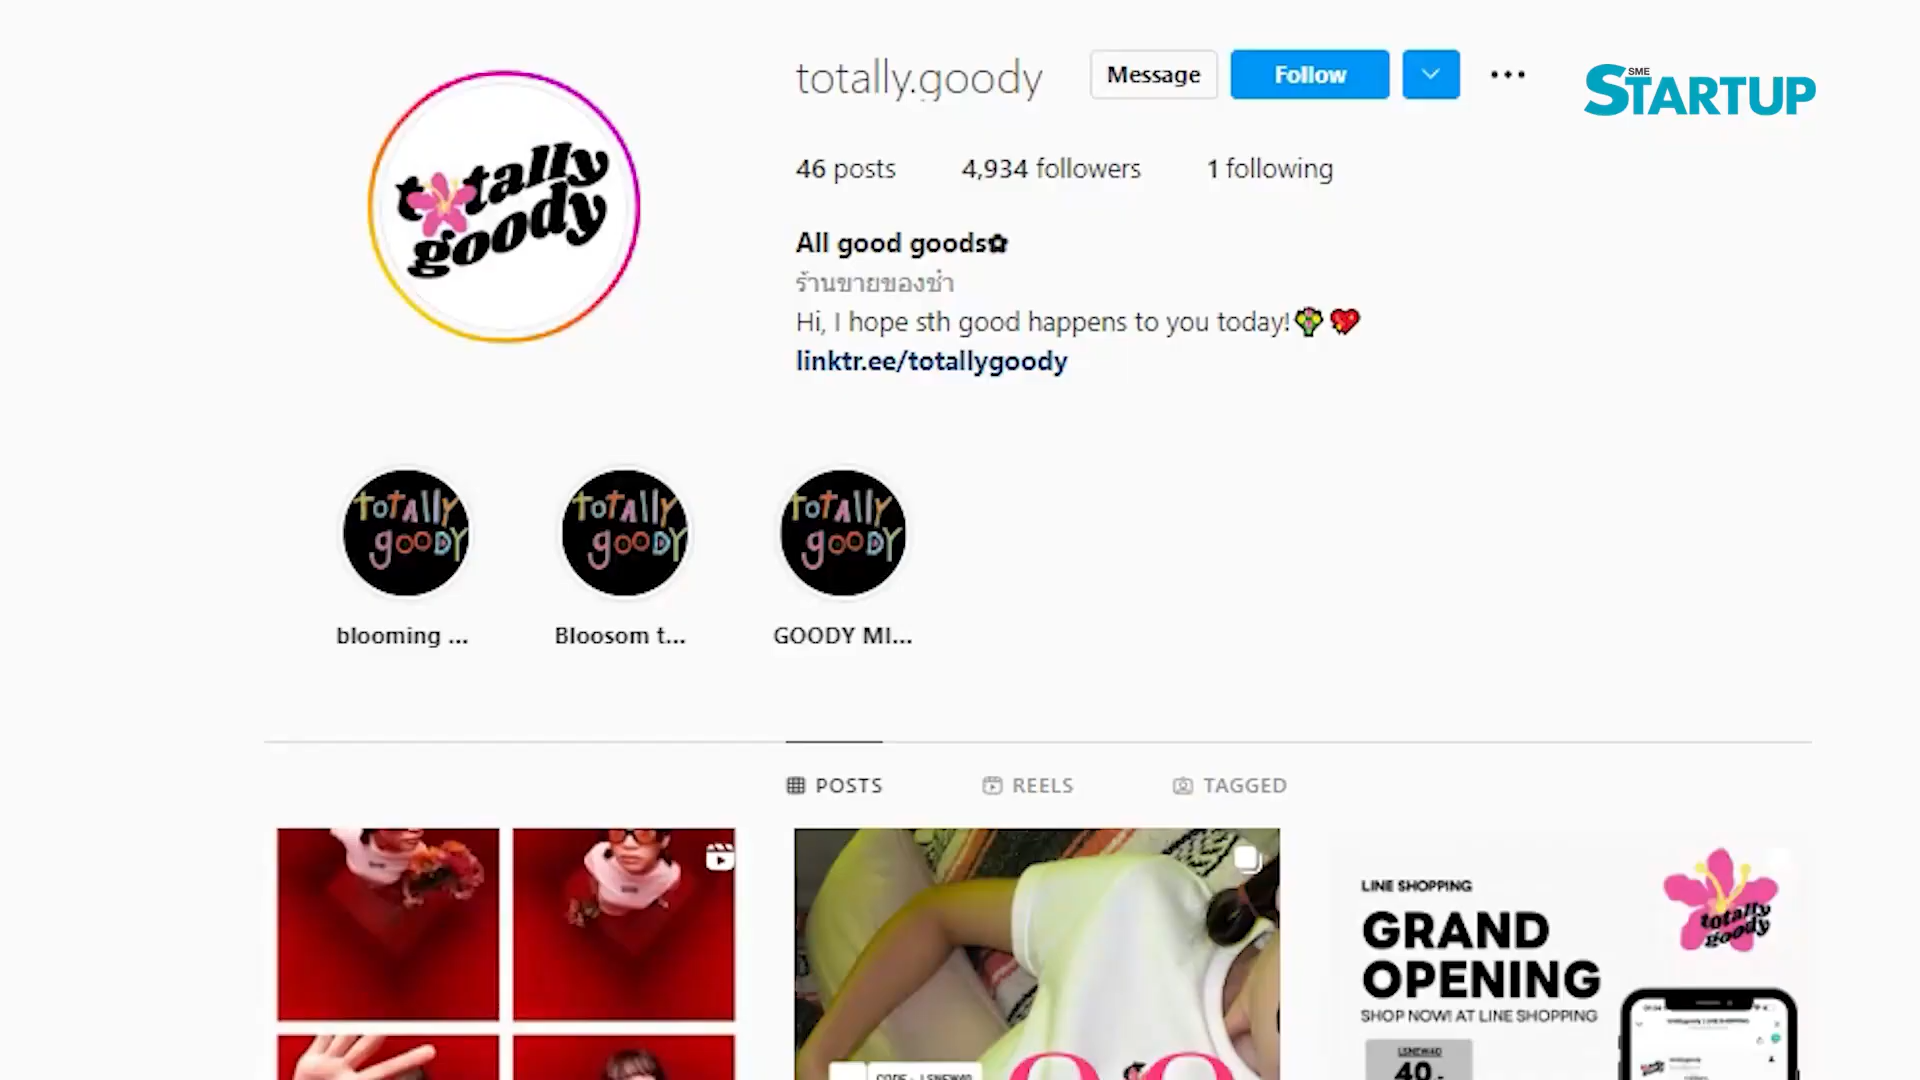 totally.goody
Message
Follow
SME
STARTUP
totally
goody
46 posts
4,934 followers
1 following
All good goods✿
ร้านขายของชำ
Hi, I hope sth good happens to you today!
linktr.ee/totallygoody
toTAlly
gooDY
toTAlly
gooDY
toTAlly
gooDY
blooming ...
Bloosom t...
GOODY MI...
POSTS
REELS
TAGGED
LINE SHOPPING
GRAND
OPENING
SHOP NOW! AT LINE SHOPPING
totally
goody
LSNEW40
40.-
CODE : LSNEW40